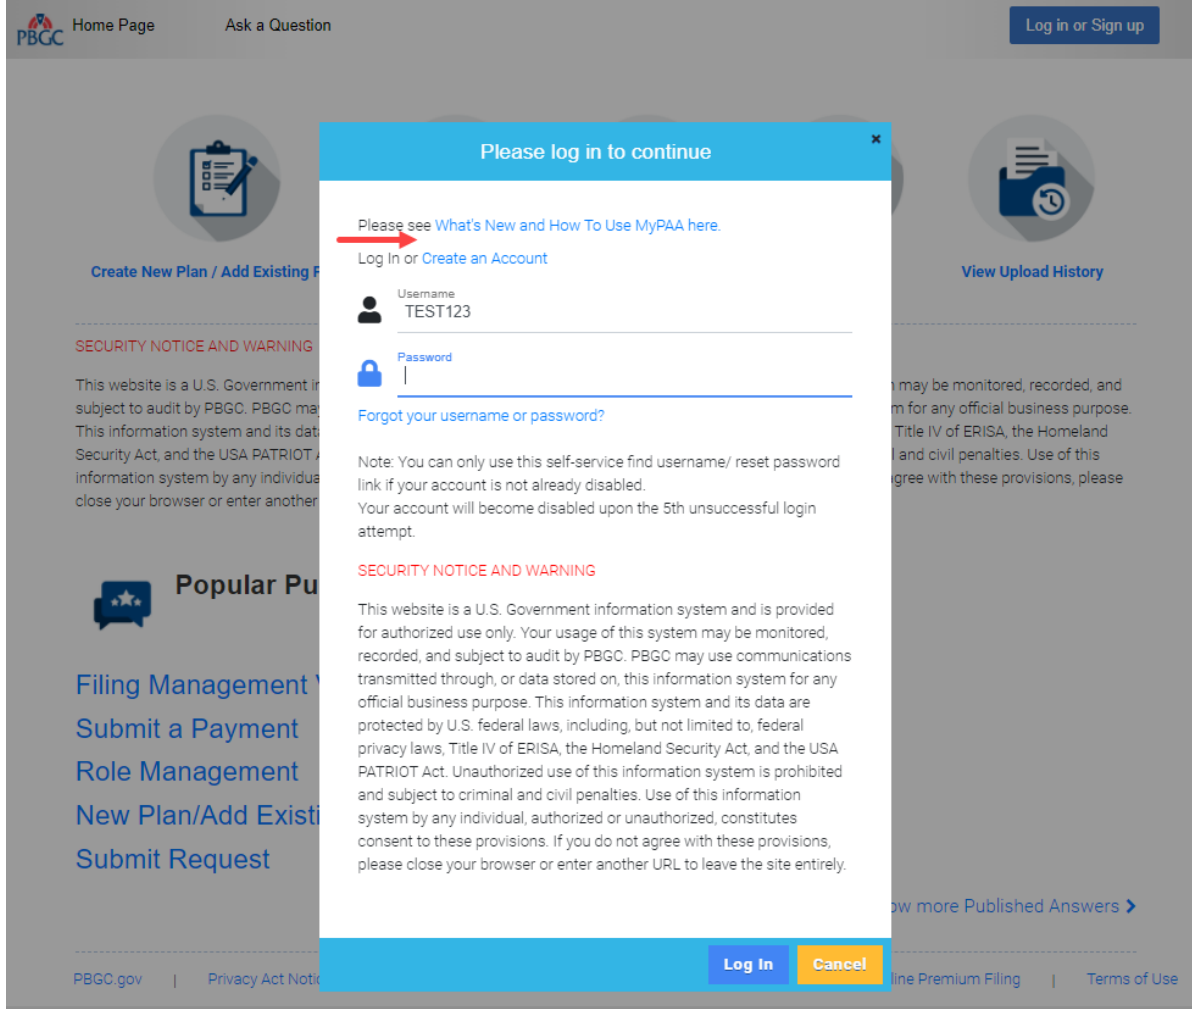 PBGC
Home Page
Ask a Question
Log in or Sign up
Please log in to continue
×
Please see What's New and How To Use MyPAA here.
Log In or Create an Account
Username
TEST123
Password
Forgot your username or password?
Note: You can only use this self-service find username/ reset password
link if your account is not already disabled.
Your account will become disabled upon the 5th unsuccessful login
attempt.
SECURITY NOTICE AND WARNING
This website is a U.S. Government information system and is provided
for authorized use only. Your usage of this system may be monitored,
recorded, and subject to audit by PBGC. PBGC may use communications
transmitted through, or data stored on, this information system for any
official business purpose. This information system and its data are
protected by U.S. federal laws, including, but not limited to, federal
privacy laws, Title IV of ERISA, the Homeland Security Act, and the USA
PATRIOT Act. Unauthorized use of this information system is prohibited
and subject to criminal and civil penalties. Use of this information
system by any individual, authorized or unauthorized, constitutes
consent to these provisions. If you do not agree with these provisions,
please close your browser or enter another URL to leave the site entirely.
Log In
Cancel
Create New Plan / Add Existing
View Upload History
SECURITY NOTICE AND WARNING
This website is a U.S. Government
may be monitored, recorded, and
subject to audit by PBGC. PBGC may
for any official business purpose.
This information system and its data
Title IV of ERISA, the Homeland
Security Act, and the USA PATRIOT
and civil penalties. Use of this
information system by any
agree with these provisions, please
close your browser or enter another
Popular
Filing Management
Submit a Payment
Role Management
New Plan/Add
Submit Request
more Published Answers
PBGC.gov | Privacy Act
Premium Filing | Terms of Use